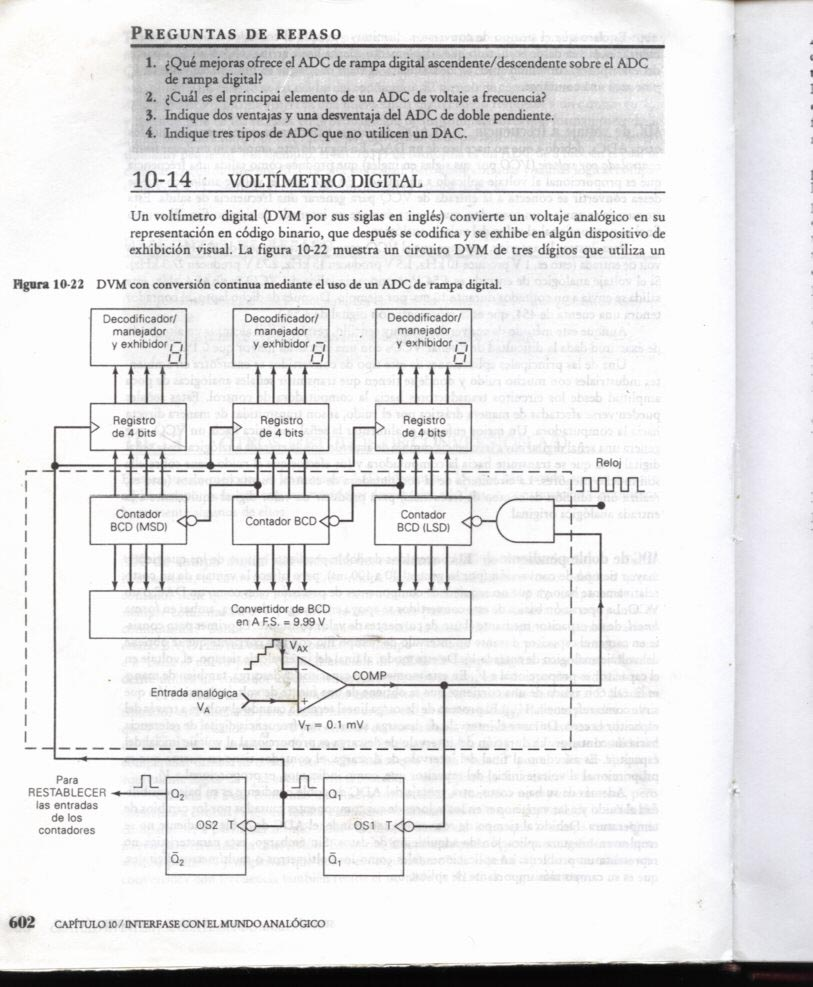 PREGUNTAS DE REPASO
1. ¿Qué mejoras ofrece el ADC de rampa digital ascendente/descendente sobre el ADC
de rampa digital?
2. ¿Cuál es el principal elemento de un ADC de voltaje a frecuencia?
3. Indique dos ventajas y una desventaja del ADC de doble pendiente.
4. Indique tres tipos de ADC que no utilicen un DAC.
10-14 VOLTÍMETRO DIGITAL
Un voltímetro digital (DVM por sus siglas en inglés) convierte un voltaje analógico en su
representación en código binario, que después se codifica y se exhibe en algún dispositivo de
exhibición visual. La figura 10-22 muestra un circuito DVM de tres dígitos que utiliza un
Figura 10-22 DVM con conversión continua mediante el uso de un ADC de rampa digital.
Decodificador/
manejador
y exhibidor
Decodificador/
manejador
y exhibidor
Decodificador/
manejador
y exhibidor
Registro
de 4 bits
Registro
de 4 bits
Registro
de 4 bits
Reloj
Contador
BCD (MSD)
Contador BCD
Contador
BCD (LSD)
Convertidor de BCD
en A F.S. = 9.99 V
V_AX
−
COMP
Entrada analógica
V_A
+
V_T = 0.1 mV
Para
RESTABLECER
las entradas
de los
contadores
Q₂
OS2 T
Q̄₂
Q₁
OS1 T
Q̄₁
602 CAPÍTULO 10 / INTERFASE CON EL MUNDO ANALÓGICO